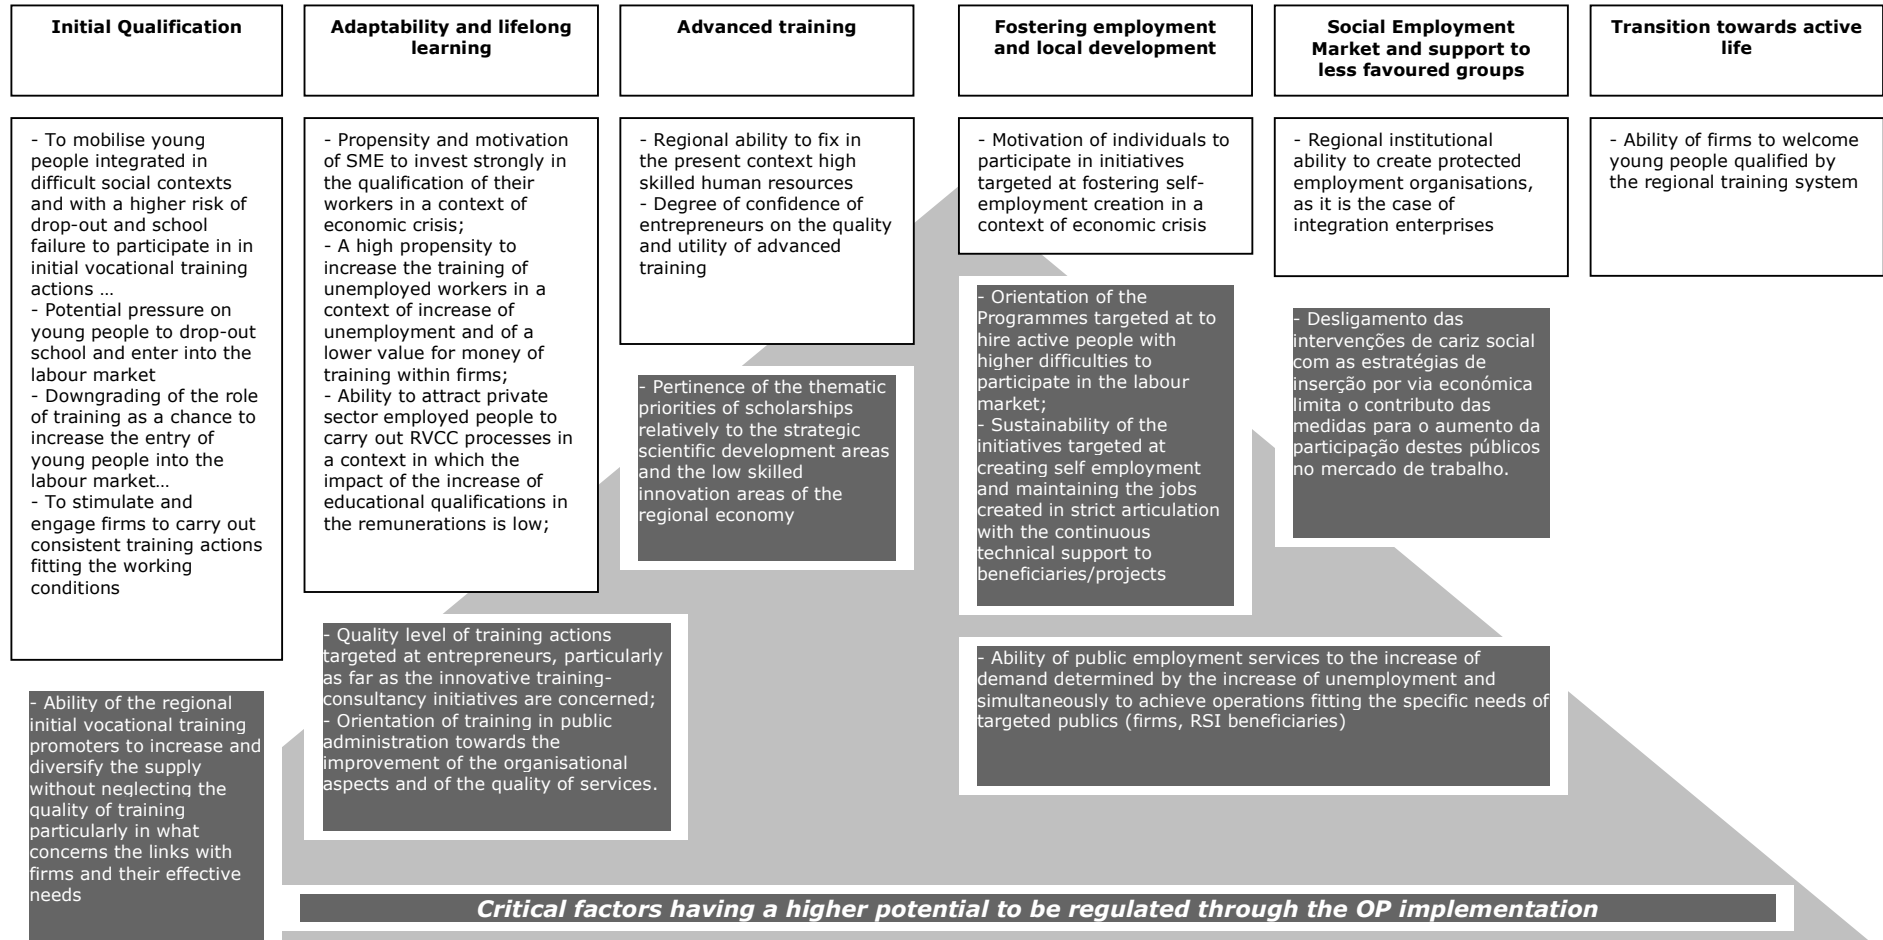 Initial Qualification
Adaptability and lifelong
learning
Advanced training
Fostering employment
and local development
Social Employment
Market and support to
less favoured groups
Transition towards active
life
- To mobilise young
people integrated in
difficult social contexts
and with a higher risk of
drop-out and school
failure to participate in in
initial vocational training
actions …
- Potential pressure on
young people to drop-out
school and enter into the
labour market
- Downgrading of the role
of training as a chance to
increase the entry of
young people into the
labour market…
- To stimulate and
engage firms to carry out
consistent training actions
fitting the working
conditions
- Propensity and motivation
of SME to invest strongly in
the qualification of their
workers in a context of
economic crisis;
- A high propensity to
increase the training of
unemployed workers in a
context of increase of
unemployment and of a
lower value for money of
training within firms;
- Ability to attract private
sector employed people to
carry out RVCC processes in
a context in which the
impact of the increase of
educational qualifications in
the remunerations is low;
- Regional ability to fix in
the present context high
skilled human resources
- Degree of confidence of
entrepreneurs on the quality
and utility of advanced
training
- Motivation of individuals to
participate in initiatives
targeted at fostering self-
employment creation in a
context of economic crisis
- Regional institutional
ability to create protected
employment organisations,
as it is the case of
integration enterprises
- Ability of firms to welcome
young people qualified by
the regional training system
- Ability of the regional
initial vocational training
promoters to increase and
diversify the supply
without neglecting the
quality of training
particularly in what
concerns the links with
firms and their effective
needs
- Quality level of training actions
targeted at entrepreneurs, particularly
as far as the innovative training-
consultancy initiatives are concerned;
- Orientation of training in public
administration towards the
improvement of the organisational
aspects and of the quality of services.
- Pertinence of the thematic
priorities of scholarships
relatively to the strategic
scientific development areas
and the low skilled
innovation areas of the
regional economy
- Orientation of the
Programmes targeted at to
hire active people with
higher difficulties to
participate in the labour
market;
- Sustainability of the
initiatives targeted at
creating self employment
and maintaining the jobs
created in strict articulation
with the continuous
technical support to
beneficiaries/projects
- Desligamento das
intervenções de cariz social
com as estratégias de
inserção por via económica
limita o contributo das
medidas para o aumento da
participação destes públicos
no mercado de trabalho.
- Ability of public employment services to the increase of
demand determined by the increase of unemployment and
simultaneously to achieve operations fitting the specific needs of
targeted publics (firms, RSI beneficiaries)
Critical factors having a higher potential to be regulated through the OP implementation